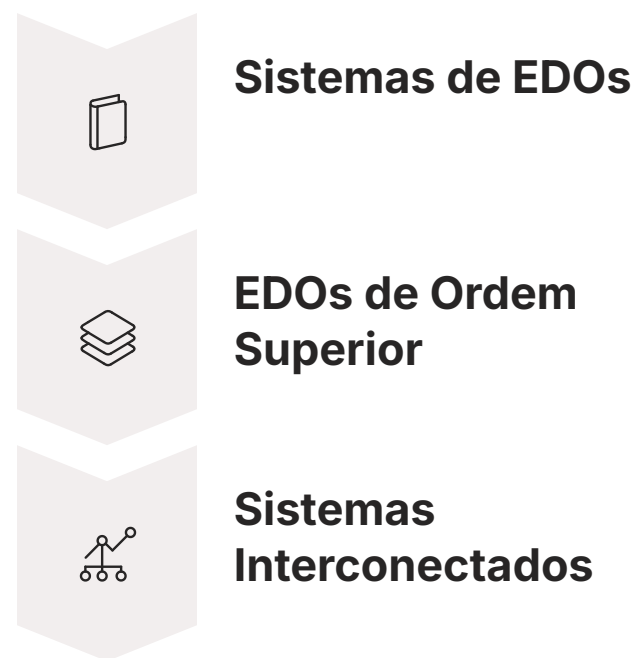 Sistemas de EDOs
EDOs de Ordem
Superior
Sistemas
Interconectados